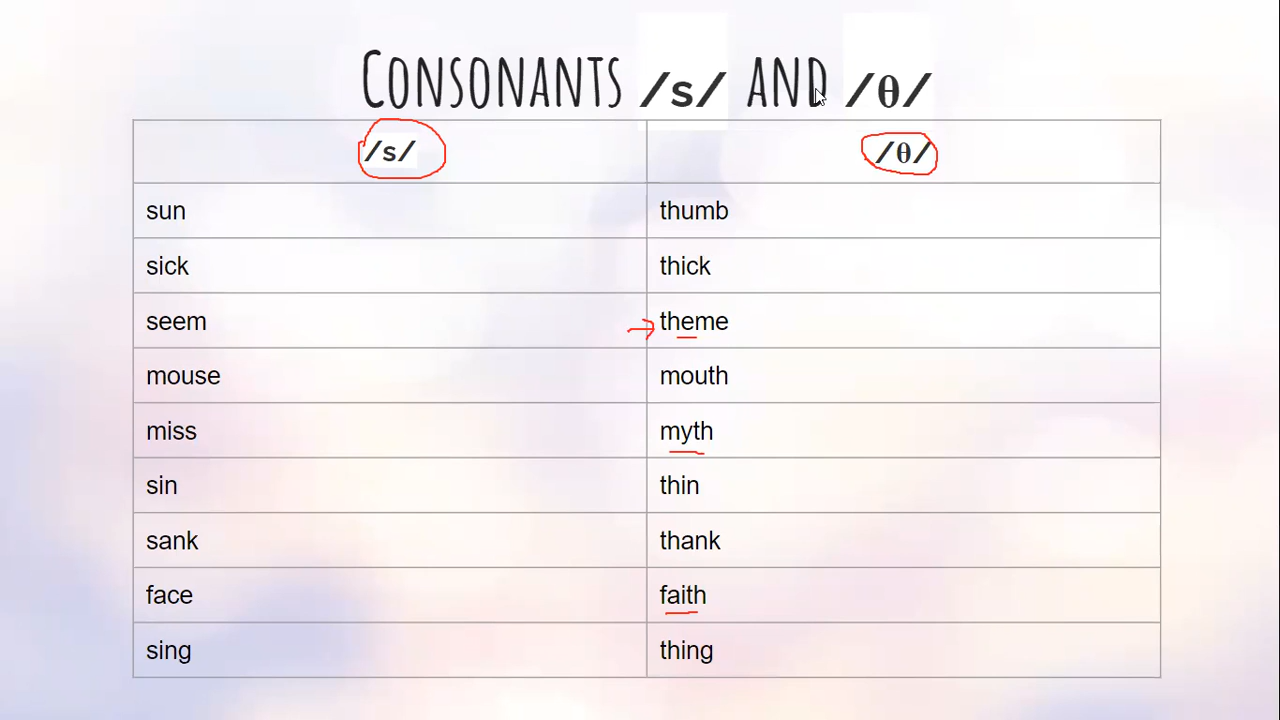 CONSONANTS /s/ AND /θ/
/s/ /θ/
sun thumb
sick thick
seem theme
mouse mouth
miss myth
sin thin
sank thank
face faith
sing thing